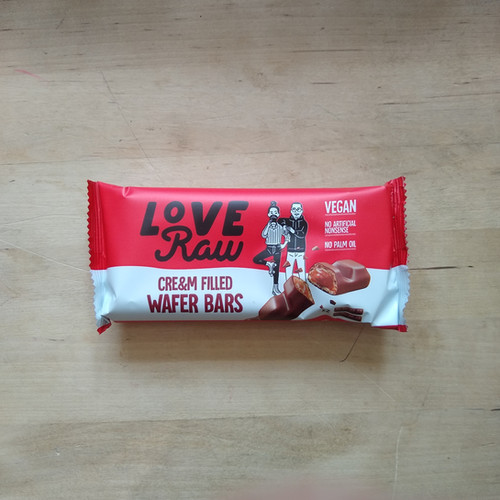 LOVE
Raw
CRE&M FILLED
WAFER BARS
VEGAN
NO ARTIFICIAL
NONSENSE
NO PALM OIL